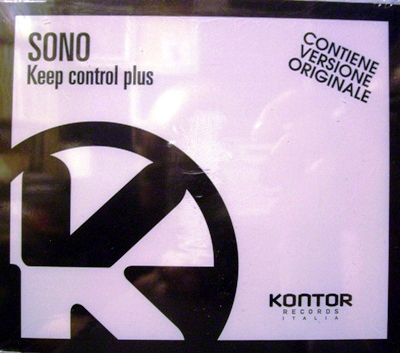 SONO
Keep control plus
CONTIENE
VERSIONE
ORIGINALE
KONTOR
RECORDS
ITALIA